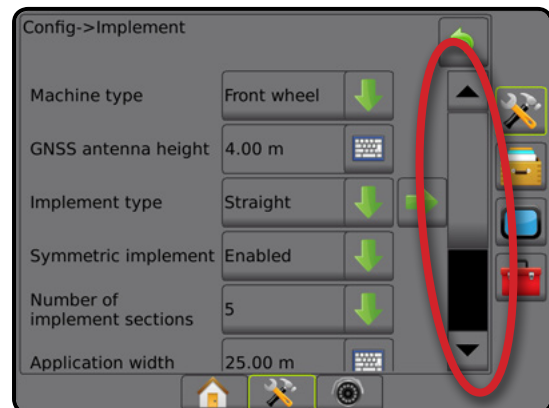 Config->Implement
Machine type Front wheel
GNSS antenna height 4.00 m
Implement type Straight
Symmetric implement Enabled
Number of
implement sections 5
Application width 25.00 m